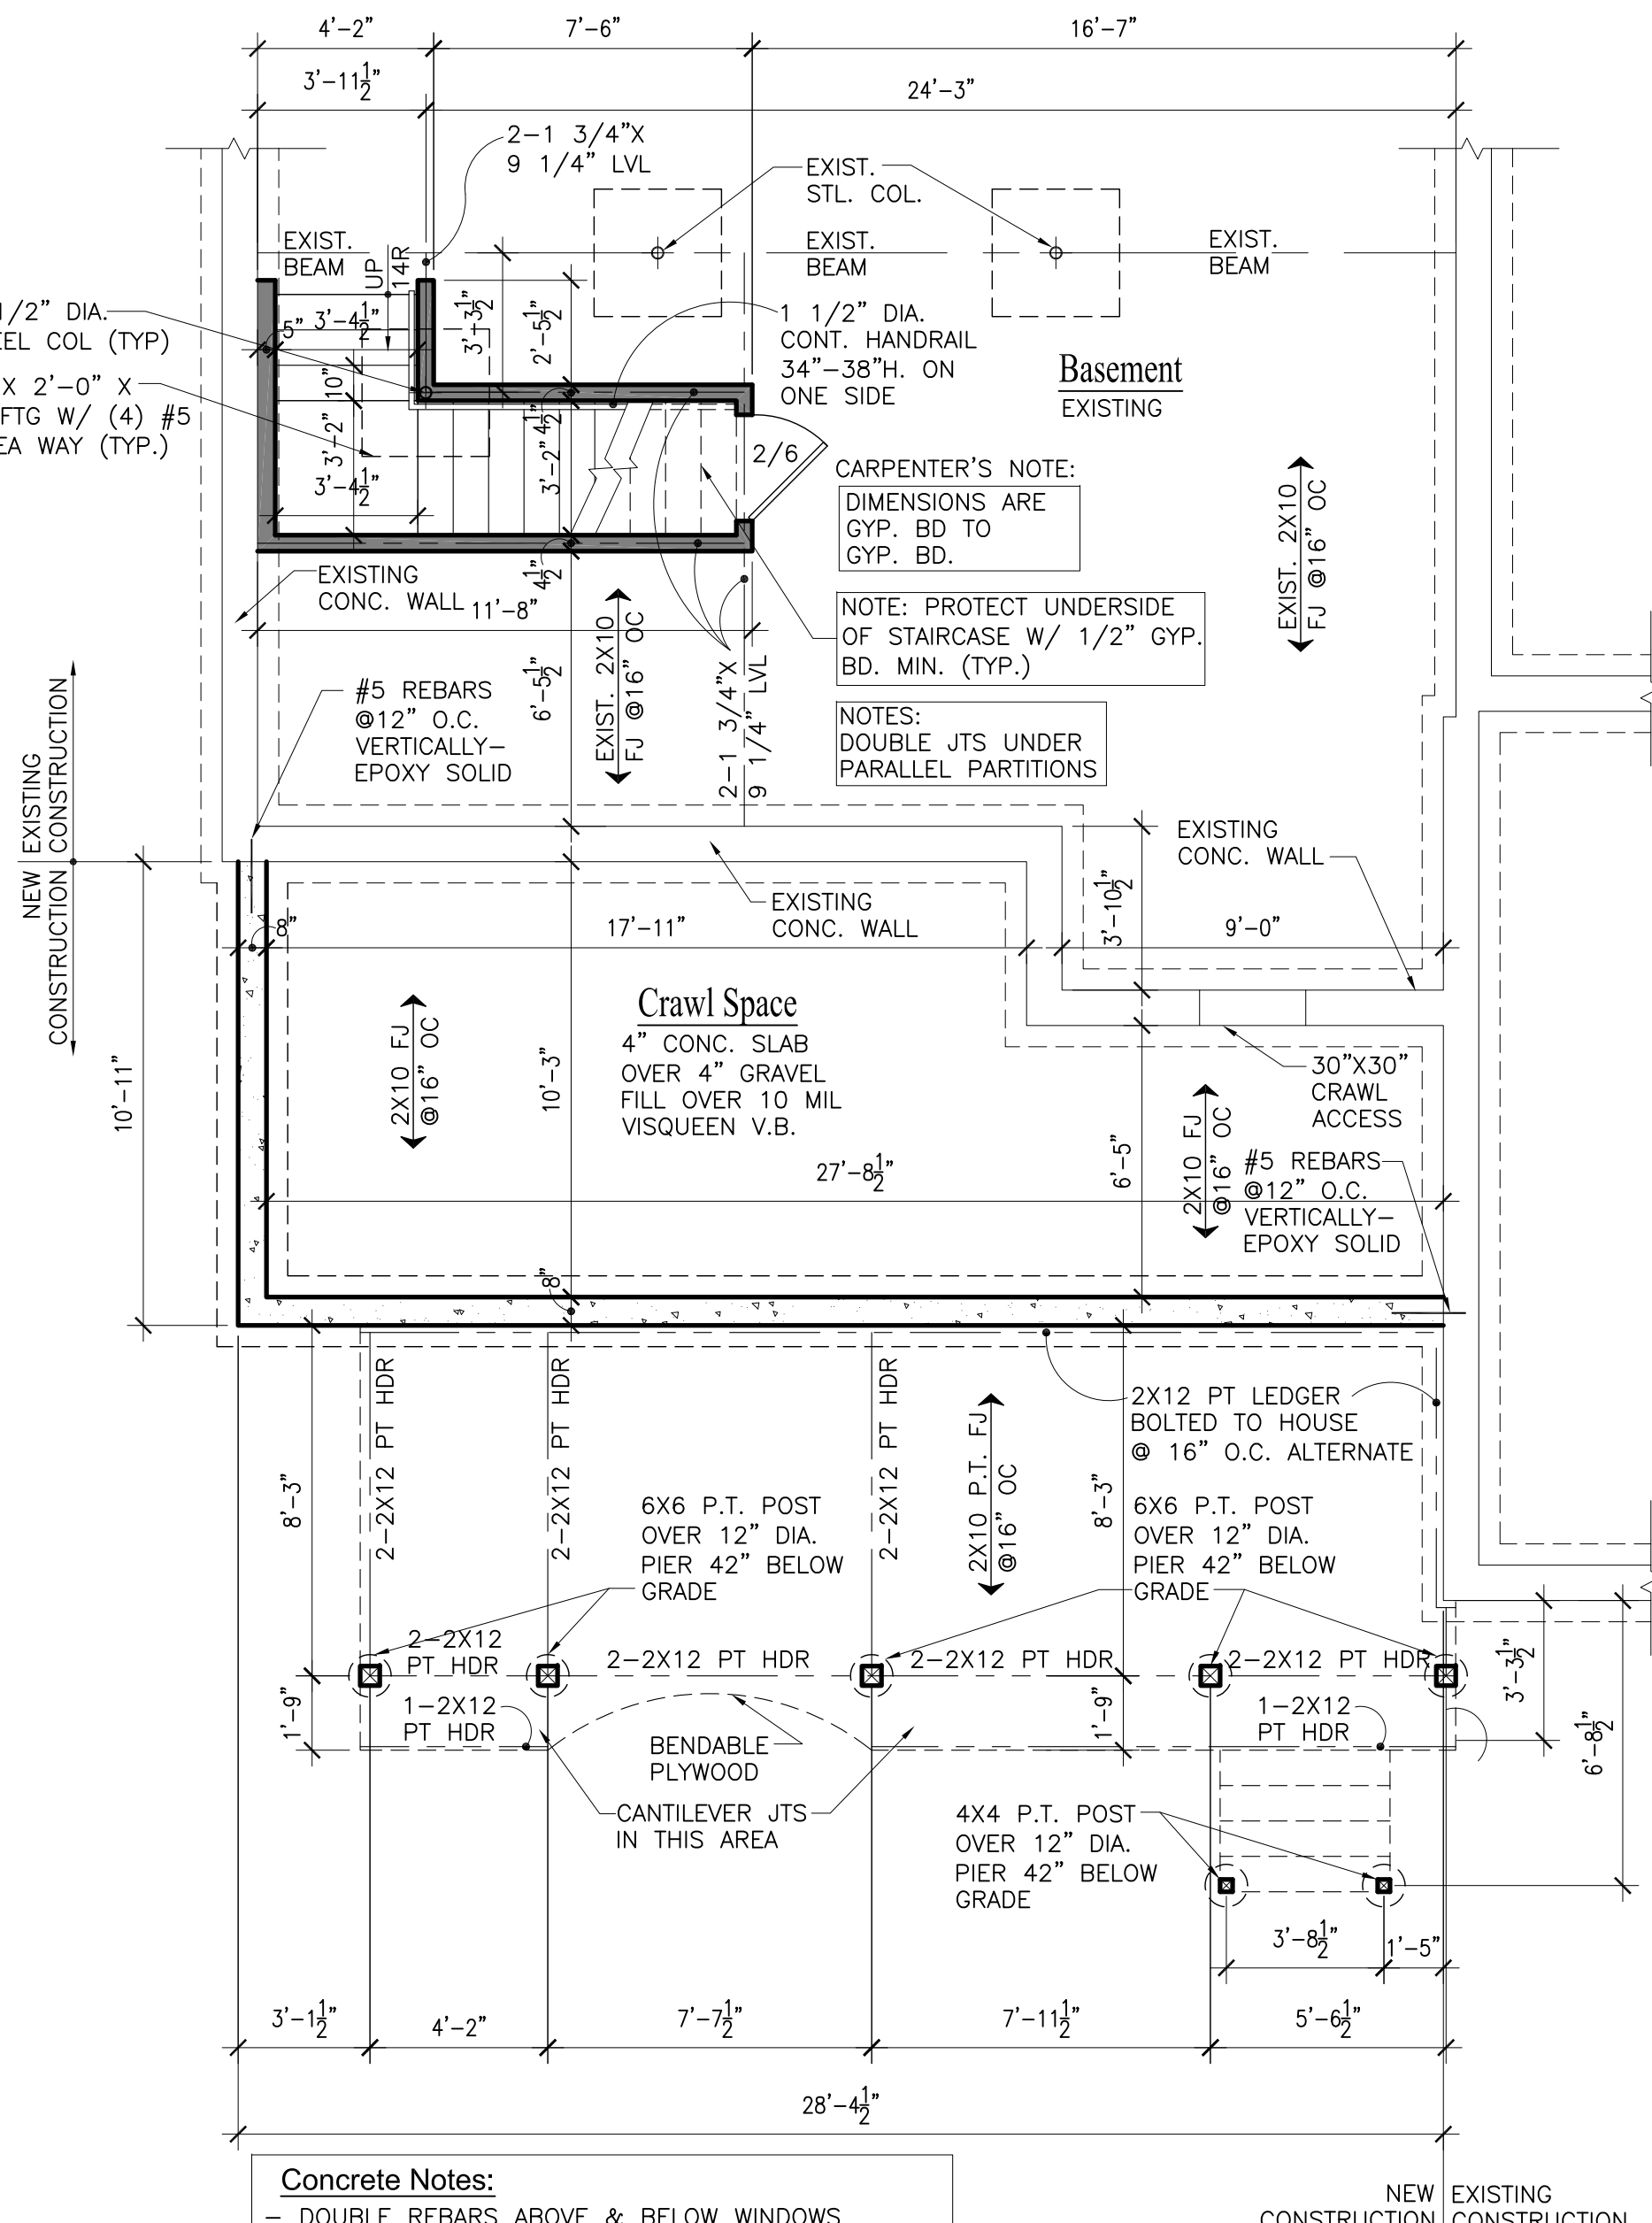 4'-2"
7'-6"
16'-7"
3'-11 1/2"
24'-3"
2-1 3/4"X
9 1/4" LVL
EXIST.
STL. COL.
EXIST.
BEAM
UP
14R
EXIST.
BEAM
EXIST.
BEAM
1/2" DIA.
EEL COL (TYP)
X 2'-0" X
FTG W/ (4) #5
EA WAY (TYP.)
5"
3'-4 1/2"
3'-3 1/2"
2'-5 1/2"
10"
3'-2"
3'-4 1/2"
4 1/2"
3'-2"
4 1/2"
1 1/2" DIA.
CONT. HANDRAIL
34"-38"H. ON
ONE SIDE
Basement
EXISTING
2/6
CARPENTER'S NOTE:
DIMENSIONS ARE
GYP. BD TO
GYP. BD.
NOTE: PROTECT UNDERSIDE
OF STAIRCASE W/ 1/2" GYP.
BD. MIN. (TYP.)
NOTES:
DOUBLE JTS UNDER
PARALLEL PARTITIONS
EXIST. 2X10
FJ @16" OC
EXISTING
CONC. WALL
11'-8"
6'-5 1/2"
EXIST. 2X10
FJ @16" OC
2-1 3/4"X
9 1/4" LVL
#5 REBARS
@12" O.C.
VERTICALLY-
EPOXY SOLID
NEW EXISTING
CONSTRUCTION CONSTRUCTION
EXISTING
CONC. WALL
EXISTING
CONC. WALL
8"
17'-11"
3'-10 1/2"
9'-0"
Crawl Space
4" CONC. SLAB
OVER 4" GRAVEL
FILL OVER 10 MIL
VISQUEEN V.B.
2X10 FJ
@16" OC
10'-3"
10'-11"
30"X30"
CRAWL
ACCESS
6'-5"
2X10 FJ
@16" OC
#5 REBARS
@12" O.C.
VERTICALLY-
EPOXY SOLID
27'-8 1/2"
8"
2-2X12 PT HDR
2-2X12 PT HDR
2-2X12 PT HDR
2X10 P.T. FJ
@16" OC
2X12 PT LEDGER
BOLTED TO HOUSE
@ 16" O.C. ALTERNATE
8'-3"
8'-3"
6X6 P.T. POST
OVER 12" DIA.
PIER 42" BELOW
GRADE
6X6 P.T. POST
OVER 12" DIA.
PIER 42" BELOW
GRADE
2-2X12
PT HDR
2-2X12 PT HDR
2-2X12 PT HDR
2-2X12 PT HDR
1'-9"
1-2X12
PT HDR
BENDABLE
PLYWOOD
1'-9"
1-2X12
PT HDR
3'-3 1/2"
6'-8 1/2"
CANTILEVER JTS
IN THIS AREA
4X4 P.T. POST
OVER 12" DIA.
PIER 42" BELOW
GRADE
3'-8 1/2"
1'-5"
3'-1 1/2"
4'-2"
7'-7 1/2"
7'-11 1/2"
5'-6 1/2"
28'-4 1/2"
Concrete Notes:
- DOUBLE REBARS ABOVE & BELOW WINDOWS
NEW EXISTING
CONSTRUCTION CONSTRUCTION